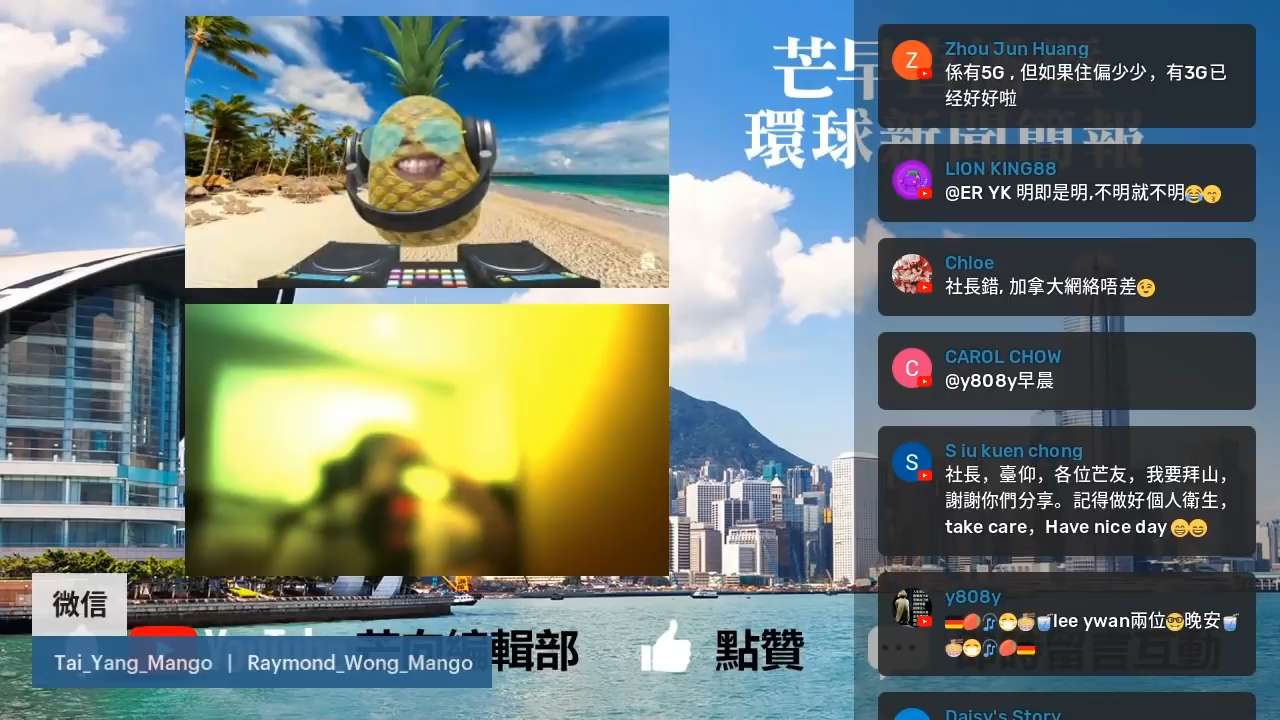 環球新聞簡報
Zhou Jun Huang
係有5G , 但如果住偏少少，有3G已
经好好啦
LION KING88
@ER YK 明即是明,不明就不明😂😙
Chloe
社長錯, 加拿大網絡唔差😉
CAROL CHOW
@y808y早晨
S iu kuen chong
社長，臺仰，各位芒友，我要拜山，
謝謝你們分享。記得做好個人衛生，
take care，Have nice day 😄😄
y808y
lee ywan兩位🤓晚安
Daisy's Story
微信
Tai_Yang_Mango | Raymond_Wong_Mango
YouTube
編輯部
點讚
時留言互動